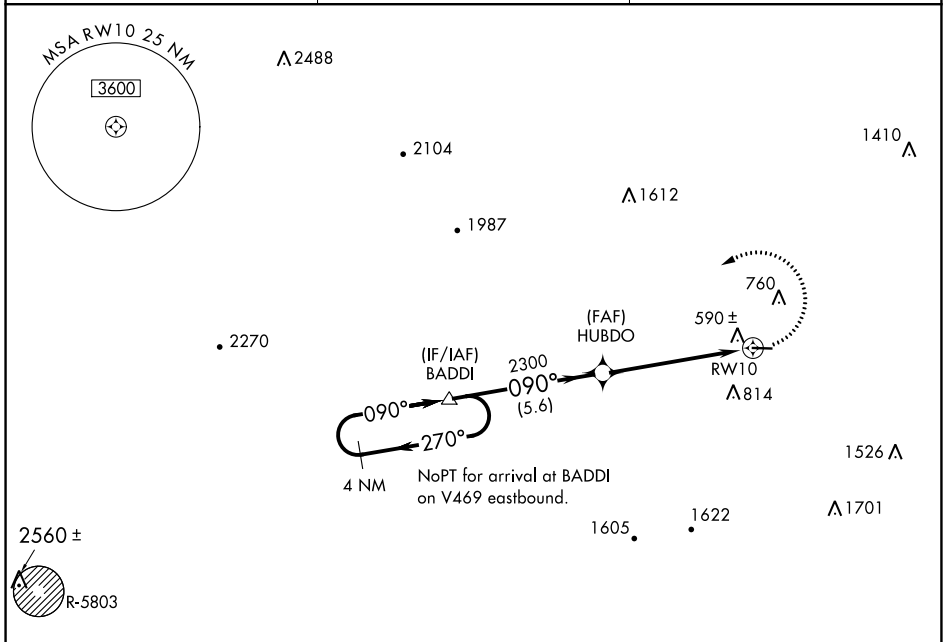 MSA RW10 25 NM
3600
2488
2104
1410
1612
1987
760
590 ±
(FAF)
HUBDO
2270
(IF/IAF)
BADDI
2300
090°
(5.6)
RW10
814
090°
270°
4 NM
NoPT for arrival at BADDI
on V469 eastbound.
1526
1701
1605
1622
2560 ±
R-5803